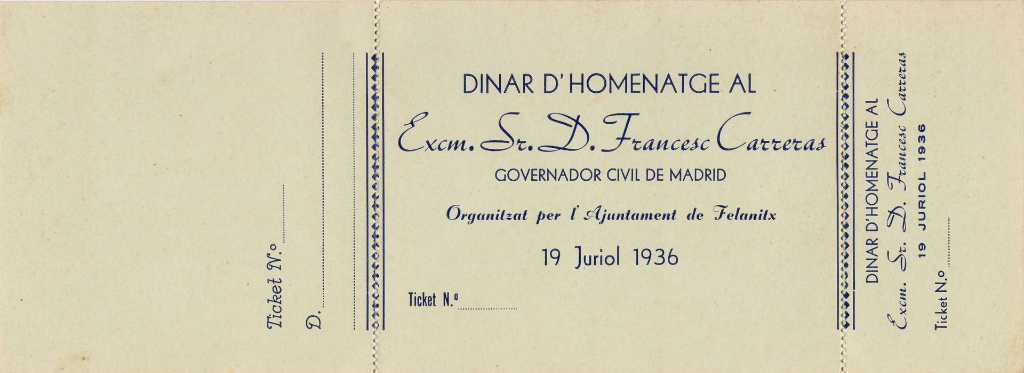 Ticket N.º
D.
DINAR D'HOMENATGE AL
Excm. Sr. D. Francesc Carreras
GOVERNADOR CIVIL DE MADRID
Organitzat per l'Ajuntament de Felanitx
19 Juriol 1936
Ticket N.º
DINAR D'HOMENATGE AL
Excm. Sr. D. Francesc Carreras
19 JURIOL 1936
Ticket N.º